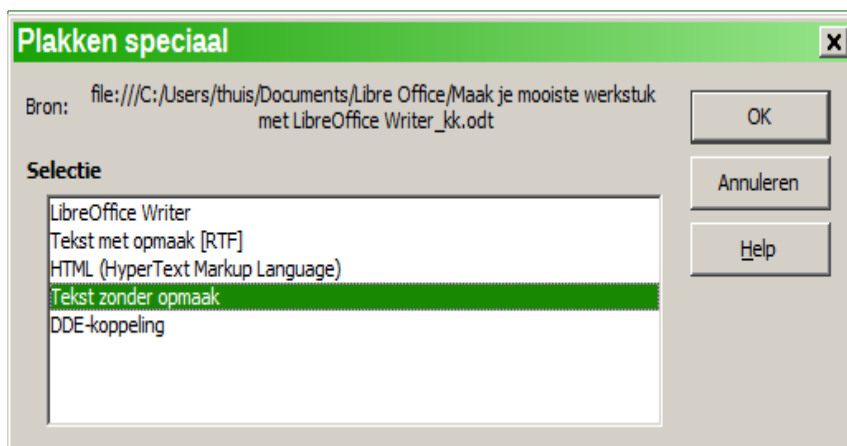 Plakken speciaal
Bron:
file:///C:/Users/thuis/Documents/Libre Office/Maak je mooiste werkstuk
met LibreOffice Writer_kk.odt
OK
Selectie
Annuleren
LibreOffice Writer
Tekst met opmaak [RTF]
Help
HTML (HyperText Markup Language)
Tekst zonder opmaak
DDE-koppeling